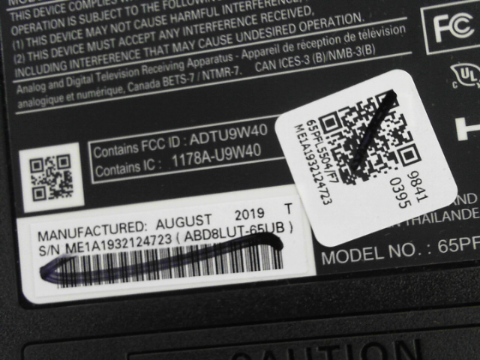 THIS DEVICE COMPLIES
OPERATION IS SUBJECT TO THE
(1) THIS DEVICE MAY NOT CAUSE HARMFUL INTERFERENCE,
(2) THIS DEVICE MUST ACCEPT ANY INTERFERENCE
INCLUDING INTERFERENCE THAT MAY CAUSE UNDESIRED OPERATION.
Analog and Digital Television Receiving Apparatus - Appareil de réception de télévision
analogique et numérique, Canada BETS-7 / NTMR-7. CAN ICES-3 (B)/NMB-3(B)
FC
UL
Contains FCC ID : ADTU9W40
Contains IC : 1178A-U9W40
65PFL5504/F7
ME1A1932124723
9841
0395
MANUFACTURED: AUGUST 2019 T
S/N ME1A1932124723 ( ABD8LUT-65UB )
THAILANDE
MODEL NO. : 65PF
CAUTION